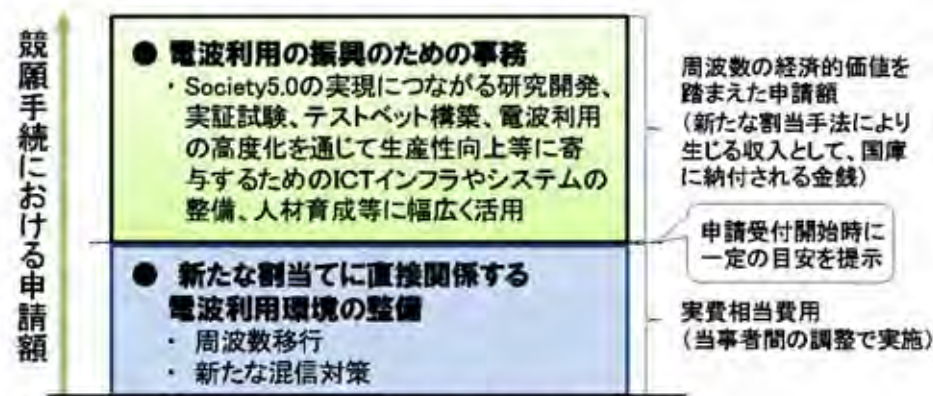 競願手続における申請額
● 電波利用の振興のための事務
・Society5.0の実現につながる研究開発、
実証試験、テストベット構築、電波利用
の高度化を通じて生産性向上等に寄
与するためのICTインフラやシステムの
整備、人材育成等に幅広く活用
周波数の経済的価値を
踏まえた申請額
（新たな割当手法により
生じる収入として、国庫
に納付される金銭）
申請受付開始時に
一定の目安を提示
● 新たな割当てに直接関係する
電波利用環境の整備
・ 周波数移行
・ 新たな混信対策
実費相当費用
（当事者間の調整で実施）